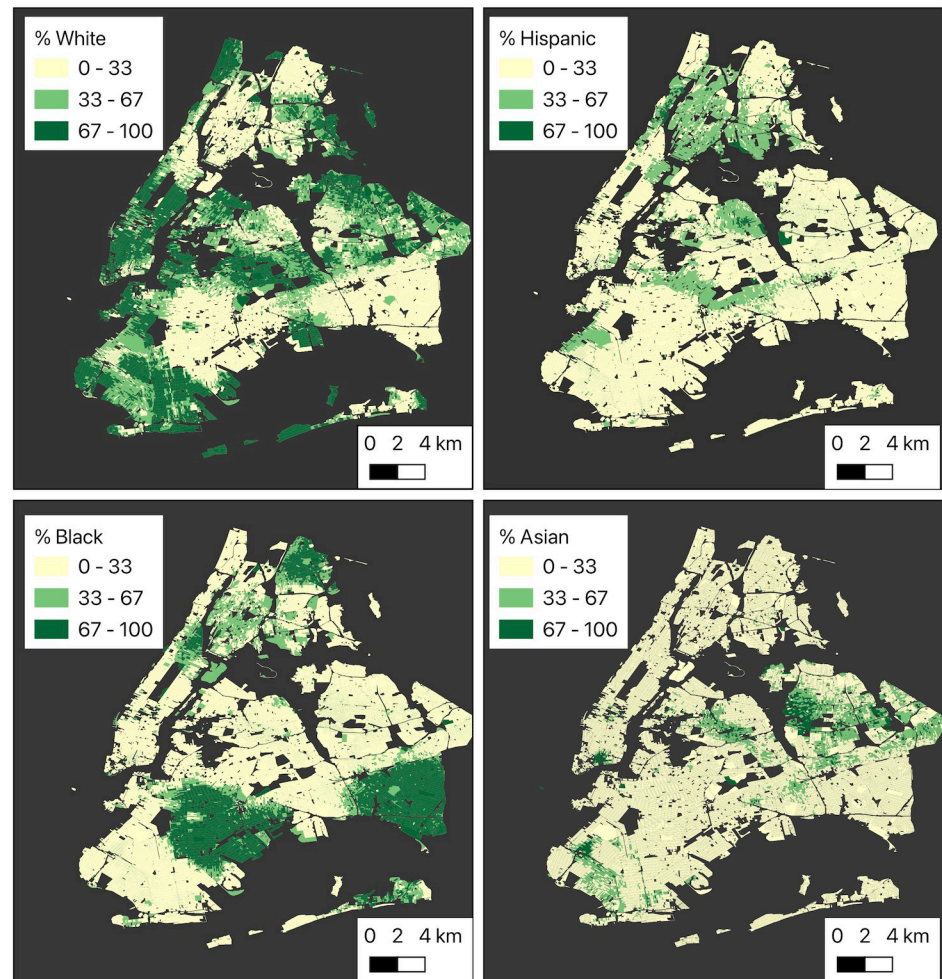 % White
0 - 33
33 - 67
67 - 100
0 2 4 km
% Hispanic
0 - 33
33 - 67
67 - 100
0 2 4 km
% Black
0 - 33
33 - 67
67 - 100
0 2 4 km
% Asian
0 - 33
33 - 67
67 - 100
0 2 4 km